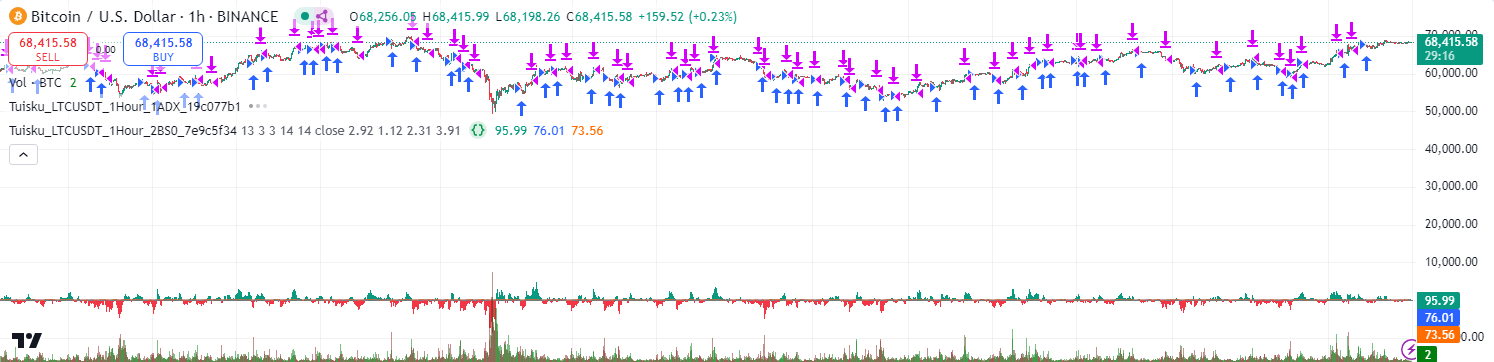 Bitcoin / U.S. Dollar · 1h · BINANCE O68,256.05 H68,415.99 L68,198.26 C68,415.58 +159.52 (+0.23%)
68,415.58 SELL
0.00
68,415.58 BUY
Vol · BTC 2
Tuisku_LTCUSDT_1Hour_1ADX_19c077b1
Tuisku_LTCUSDT_1Hour_2BS0_7e9c5f34 13 3 3 14 14 close 2.92 1.12 2.31 3.91 95.99 76.01 73.56
70,000.00
68,415.58
29:16
60,000.00
50,000.00
40,000.00
30,000.00
20,000.00
10,000.00
95.99
76.01
73.56
2